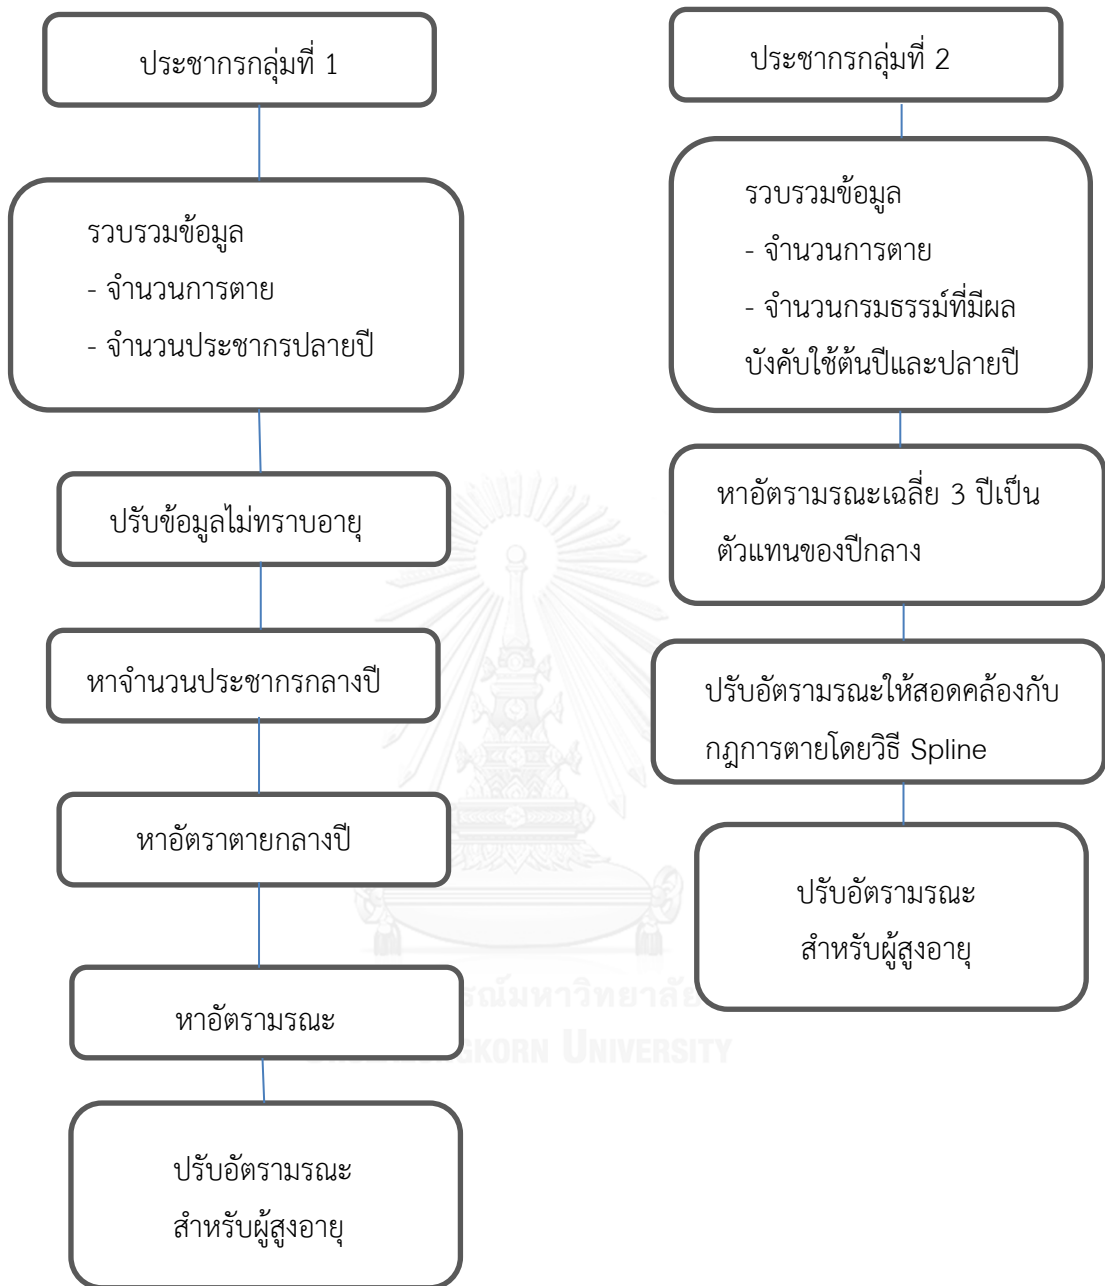 ประชากรกลุ่มที่ 1
รวบรวมข้อมูล
- จำนวนการตาย
- จำนวนประชากรปลายปี
ปรับข้อมูลไม่ทราบอายุ
หาจำนวนประชากรกลางปี
หาอัตราตายกลางปี
หาอัตรามรณะ
ปรับอัตรามรณะ
สำหรับผู้สูงอายุ
ประชากรกลุ่มที่ 2
รวบรวมข้อมูล
- จำนวนการตาย
- จำนวนกรมธรรม์ที่มีผล
บังคับใช้ต้นปีและปลายปี
หาอัตรามรณะเฉลี่ย 3 ปีเป็น
ตัวแทนของปีกลาง
ปรับอัตรามรณะให้สอดคล้องกับ
กฎการตายโดยวิธี Spline
ปรับอัตรามรณะ
สำหรับผู้สูงอายุ
UNIVERSITY